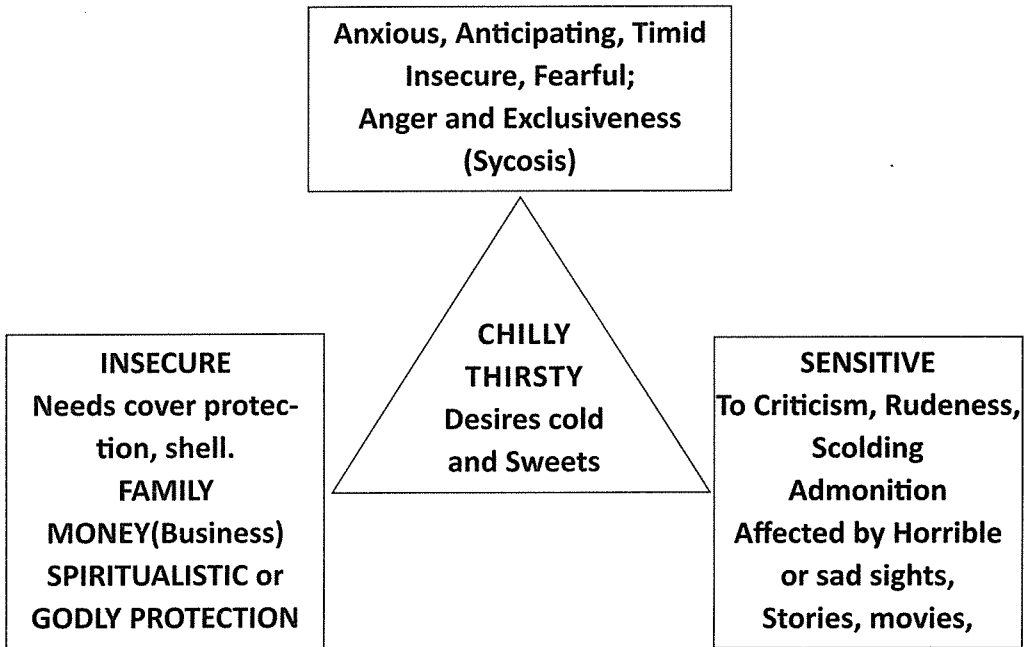 Anxious, Anticipating, Timid
Insecure, Fearful;
Anger and Exclusiveness
(Sycosis)
CHILLY
THIRSTY
Desires cold
and Sweets
INSECURE
Needs cover protec-
tion, shell.
FAMILY
MONEY(Business)
SPIRITUALISTIC or
GODLY PROTECTION
SENSITIVE
To Criticism, Rudeness,
Scolding
Admonition
Affected by Horrible
or sad sights,
Stories, movies,